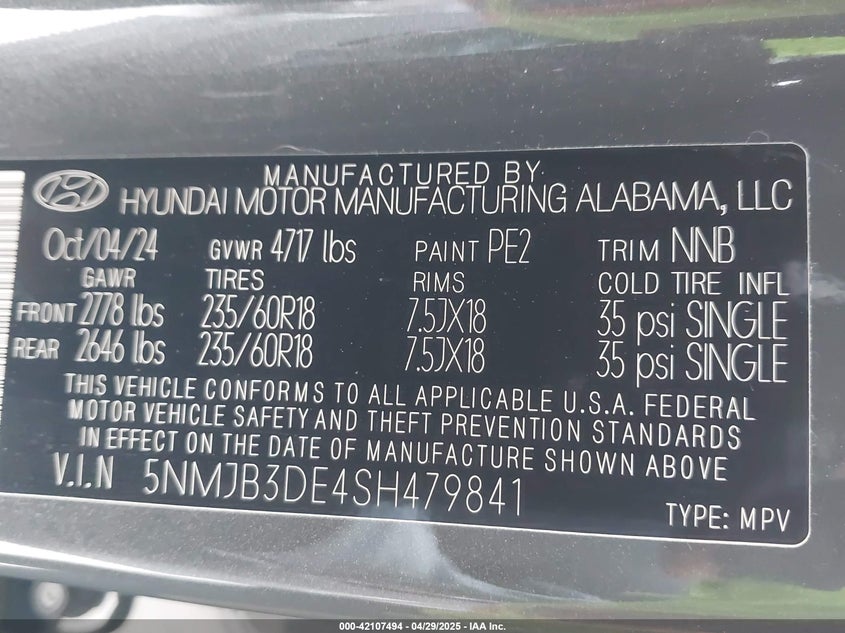 MANUFACTURED BY
HYUNDAI MOTOR MANUFACTURING ALABAMA, LLC
Oct/04/24 GVWR 4717 lbs PAINT PE2 TRIM NNB
GAWR TIRES RIMS COLD TIRE INFL
FRONT 2778 lbs 235/60R18 7.5JX18 35 psi SINGLE
REAR 2646 lbs 235/60R18 7.5JX18 35 psi SINGLE
THIS VEHICLE CONFORMS TO ALL APPLICABLE U.S.A. FEDERAL
MOTOR VEHICLE SAFETY AND THEFT PREVENTION STANDARDS
IN EFFECT ON THE DATE OF MANUFACTURE SHOWN ABOVE
V.I.N 5NMJB3DE4SH479841
TYPE: MPV
000-42107494 - 04/29/2025 - IAA Inc.